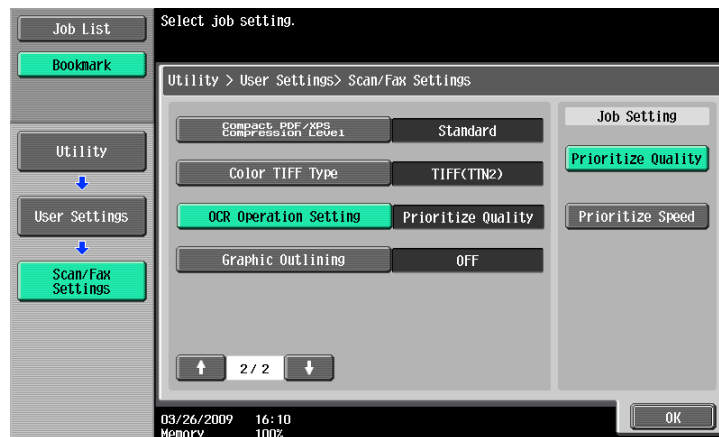 Job List
Bookmark
Utility
User Settings
Scan/Fax
Settings
Select job setting.
Utility > User Settings> Scan/Fax Settings
Compact PDF/XPS
Compression Level
Standard
Color TIFF Type
TIFF(TTN2)
OCR Operation Setting
Prioritize Quality
Graphic Outlining
OFF
2/ 2
Job Setting
Prioritize Quality
Prioritize Speed
03/26/2009 16:10
Memory 100%
OK